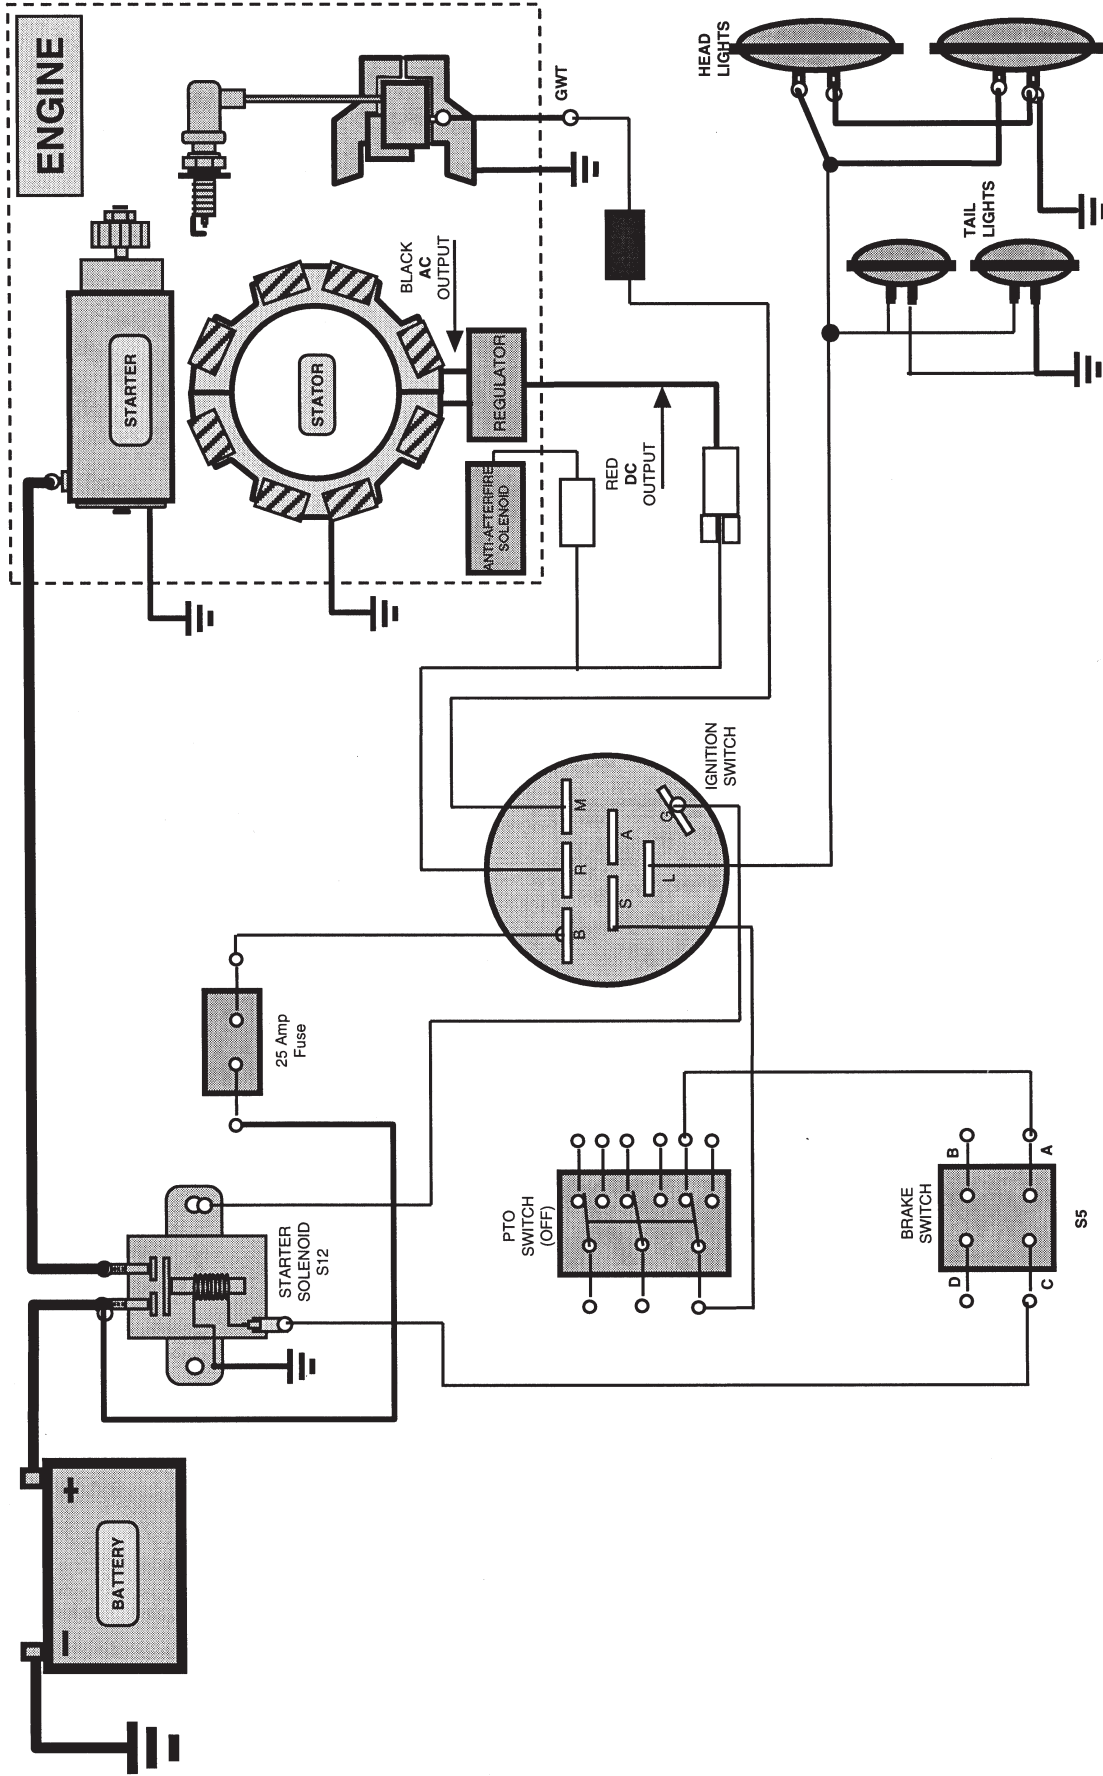 ENGINE
STARTER
STATOR
BLACK
AC
OUTPUT
REGULATOR
ANTI-AFTERFIRE
SOLENOID
RED
DC
OUTPUT
GWT
HEAD
LIGHTS
TAIL
LIGHTS
IGNITION
SWITCH
M
R
B
A
S
L
G
25 Amp
Fuse
STARTER
SOLENOID
S12
PTO
SWITCH
(OFF)
BRAKE
SWITCH
B
A
D
C
S5
BATTERY
+
−